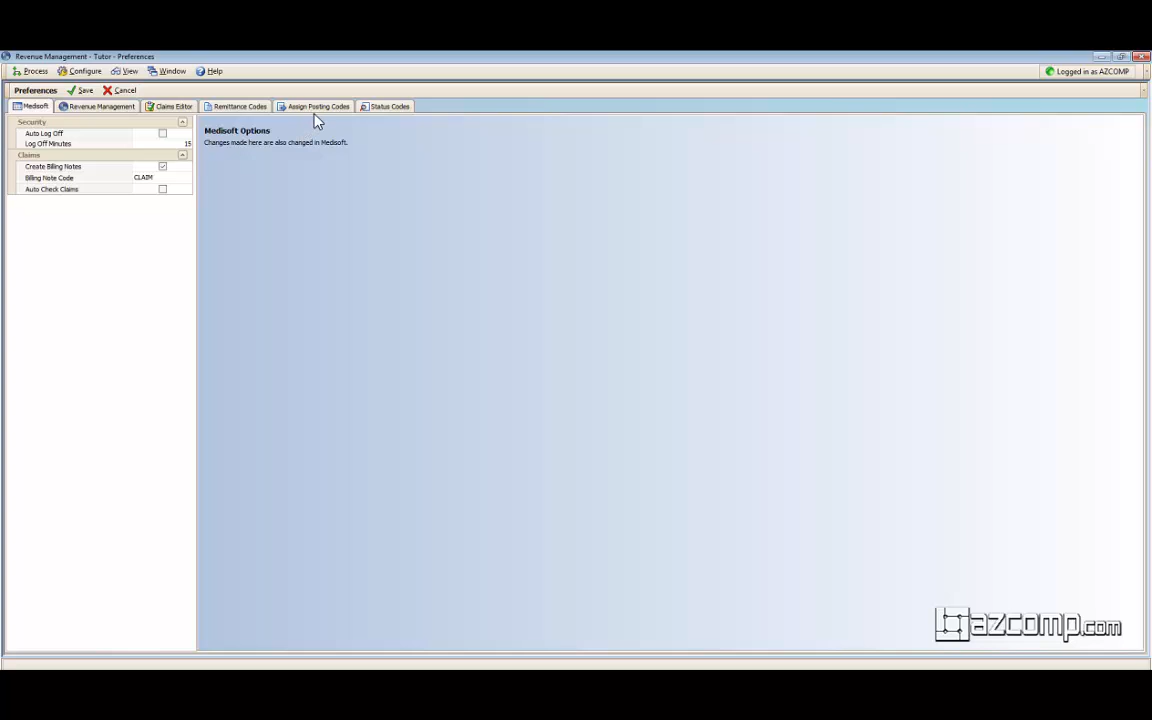 Revenue Management - Tutor - Preferences
Process Configure View Window Help Logged in as AZCOMP
Preferences Save Cancel
Medisoft Revenue Management Claims Editor Remittance Codes Assign Posting Codes Status Codes
Security
Auto Log Off
Log Off Minutes 15
Claims
Create Billing Notes
Billing Note Code CLAIM
Auto Check Claims
Medisoft Options
Changes made here are also changed in Medisoft.
azcomp.com